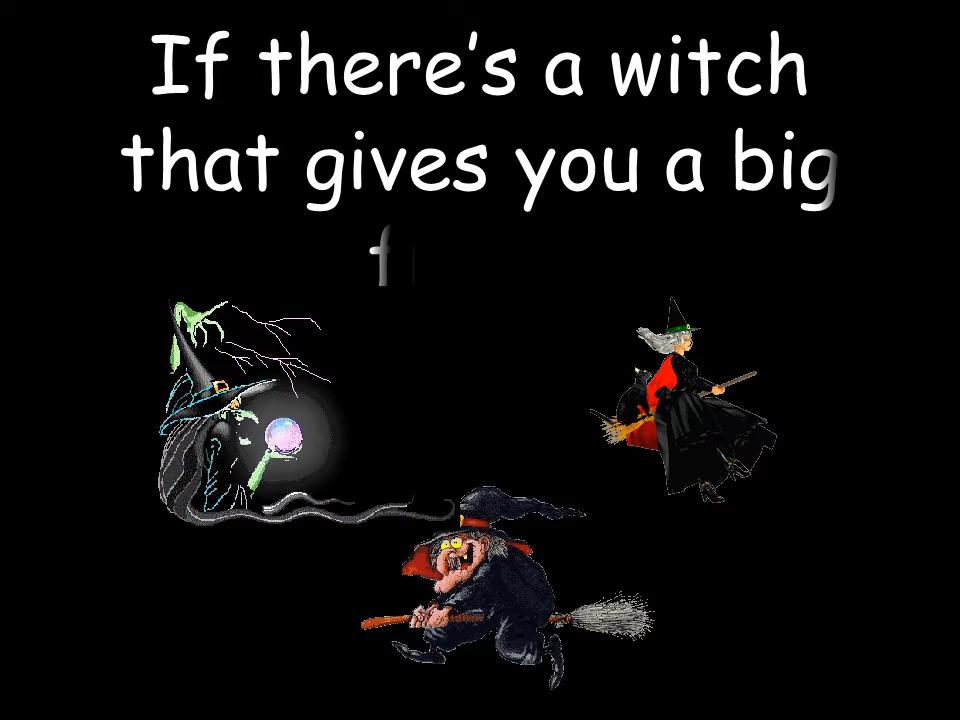 If there's a witch
that gives you a big
f